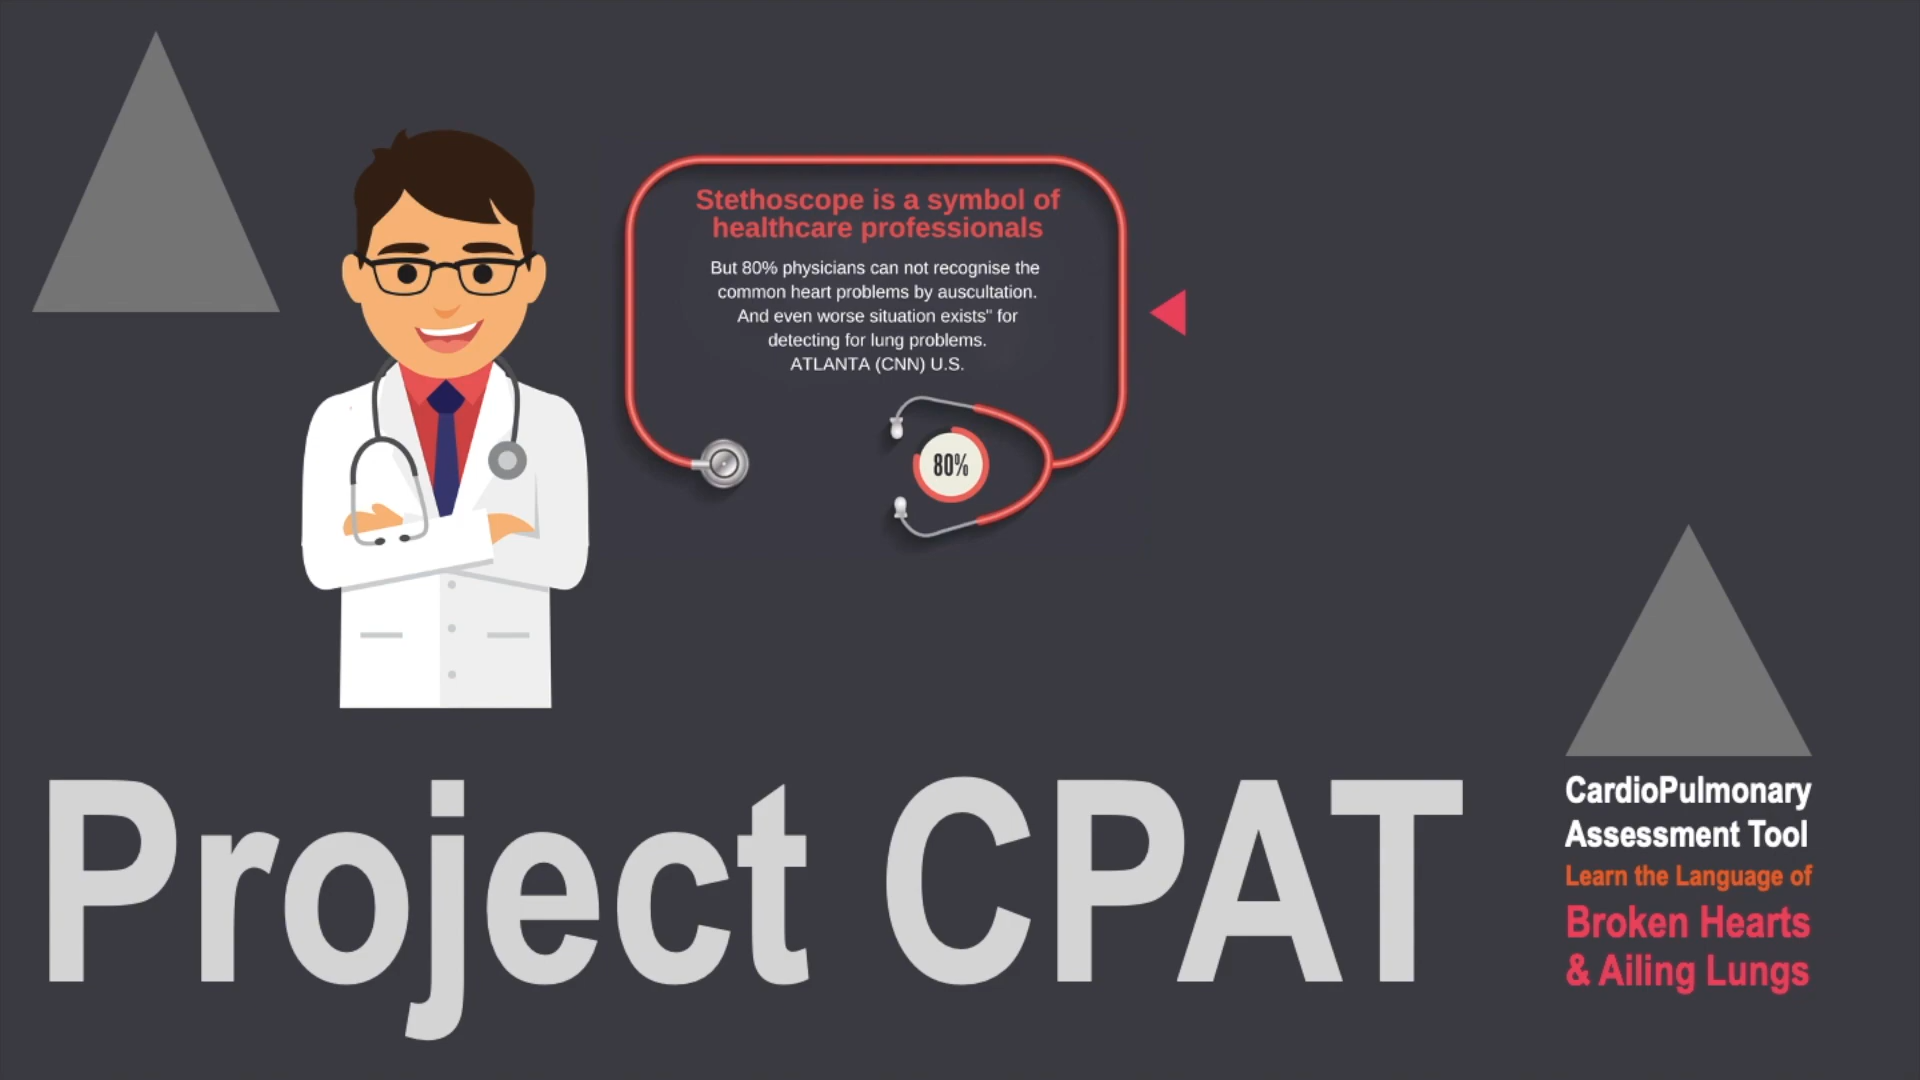 Stethoscope is a symbol of
healthcare professionals
But 80% physicians can not recognise the
common heart problems by auscultation.
And even worse situation exists" for
detecting for lung problems.
ATLANTA (CNN) U.S.
80%
Project CPAT
CardioPulmonary
Assessment Tool
Learn the Language of
Broken Hearts
& Ailing Lungs